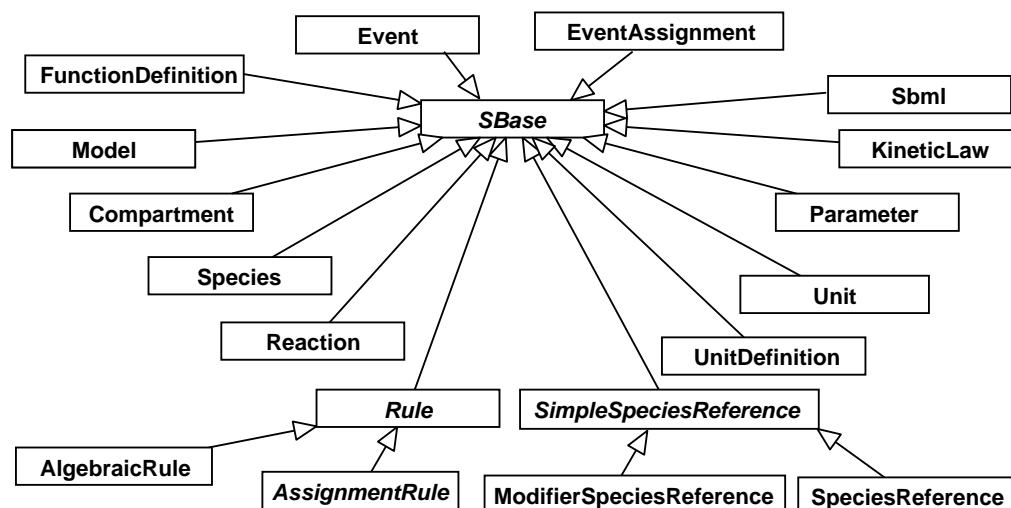 Event
EventAssignment
FunctionDefinition
Sbml
SBase
Model
KineticLaw
Compartment
Parameter
Species
Unit
Reaction
UnitDefinition
Rule
SimpleSpeciesReference
AlgebraicRule
AssignmentRule
ModifierSpeciesReference
SpeciesReference